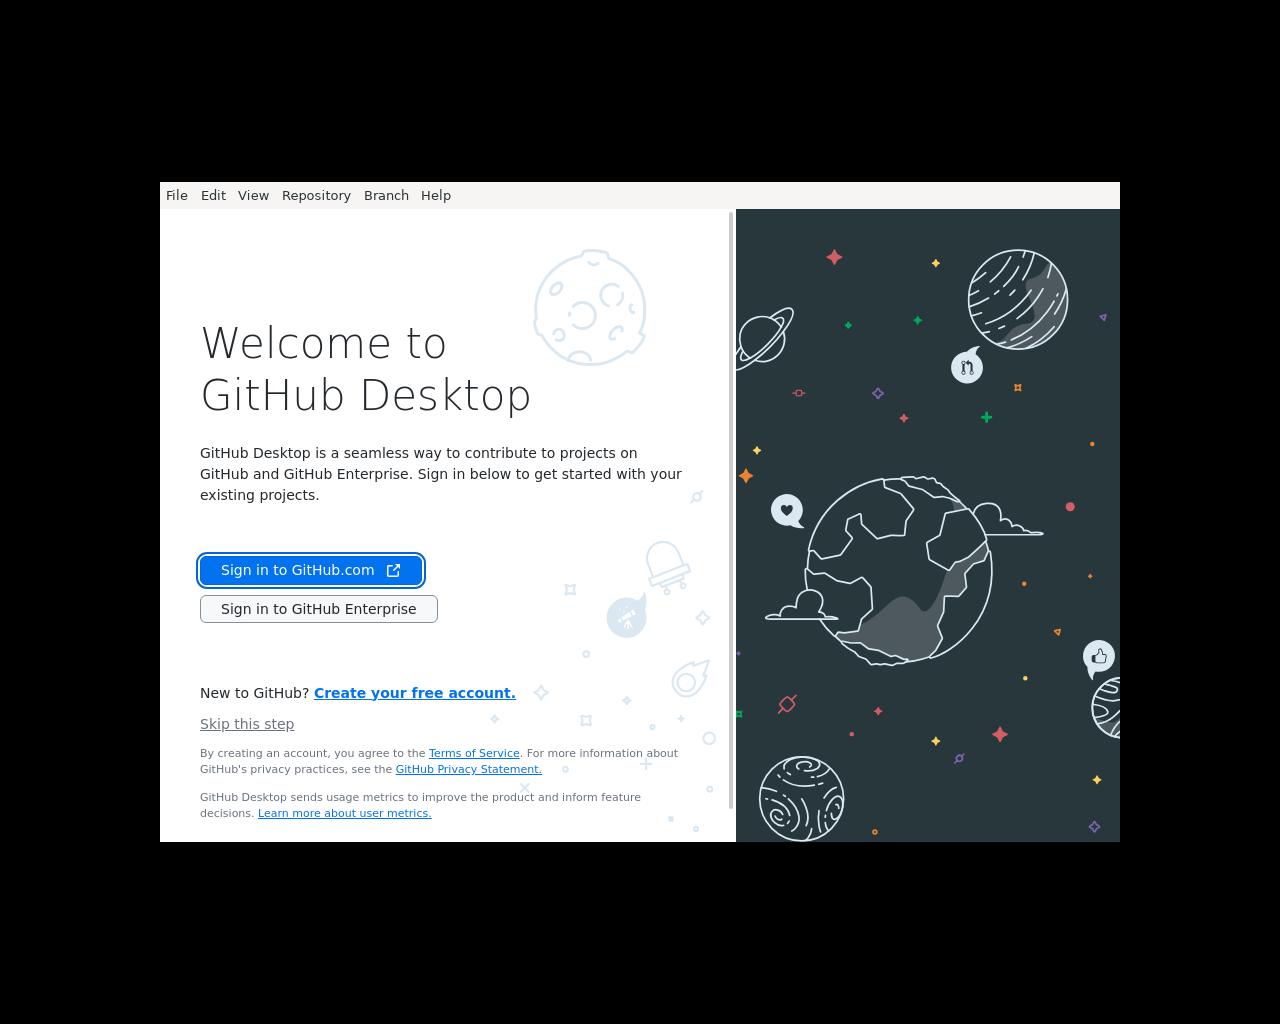 File Edit View Repository Branch Help
Welcome to
GitHub Desktop
GitHub Desktop is a seamless way to contribute to projects on
GitHub and GitHub Enterprise. Sign in below to get started with your
existing projects.
Sign in to GitHub.com
Sign in to GitHub Enterprise
New to GitHub? Create your free account.
Skip this step
By creating an account, you agree to the Terms of Service. For more information about
GitHub's privacy practices, see the GitHub Privacy Statement.
GitHub Desktop sends usage metrics to improve the product and inform feature
decisions. Learn more about user metrics.